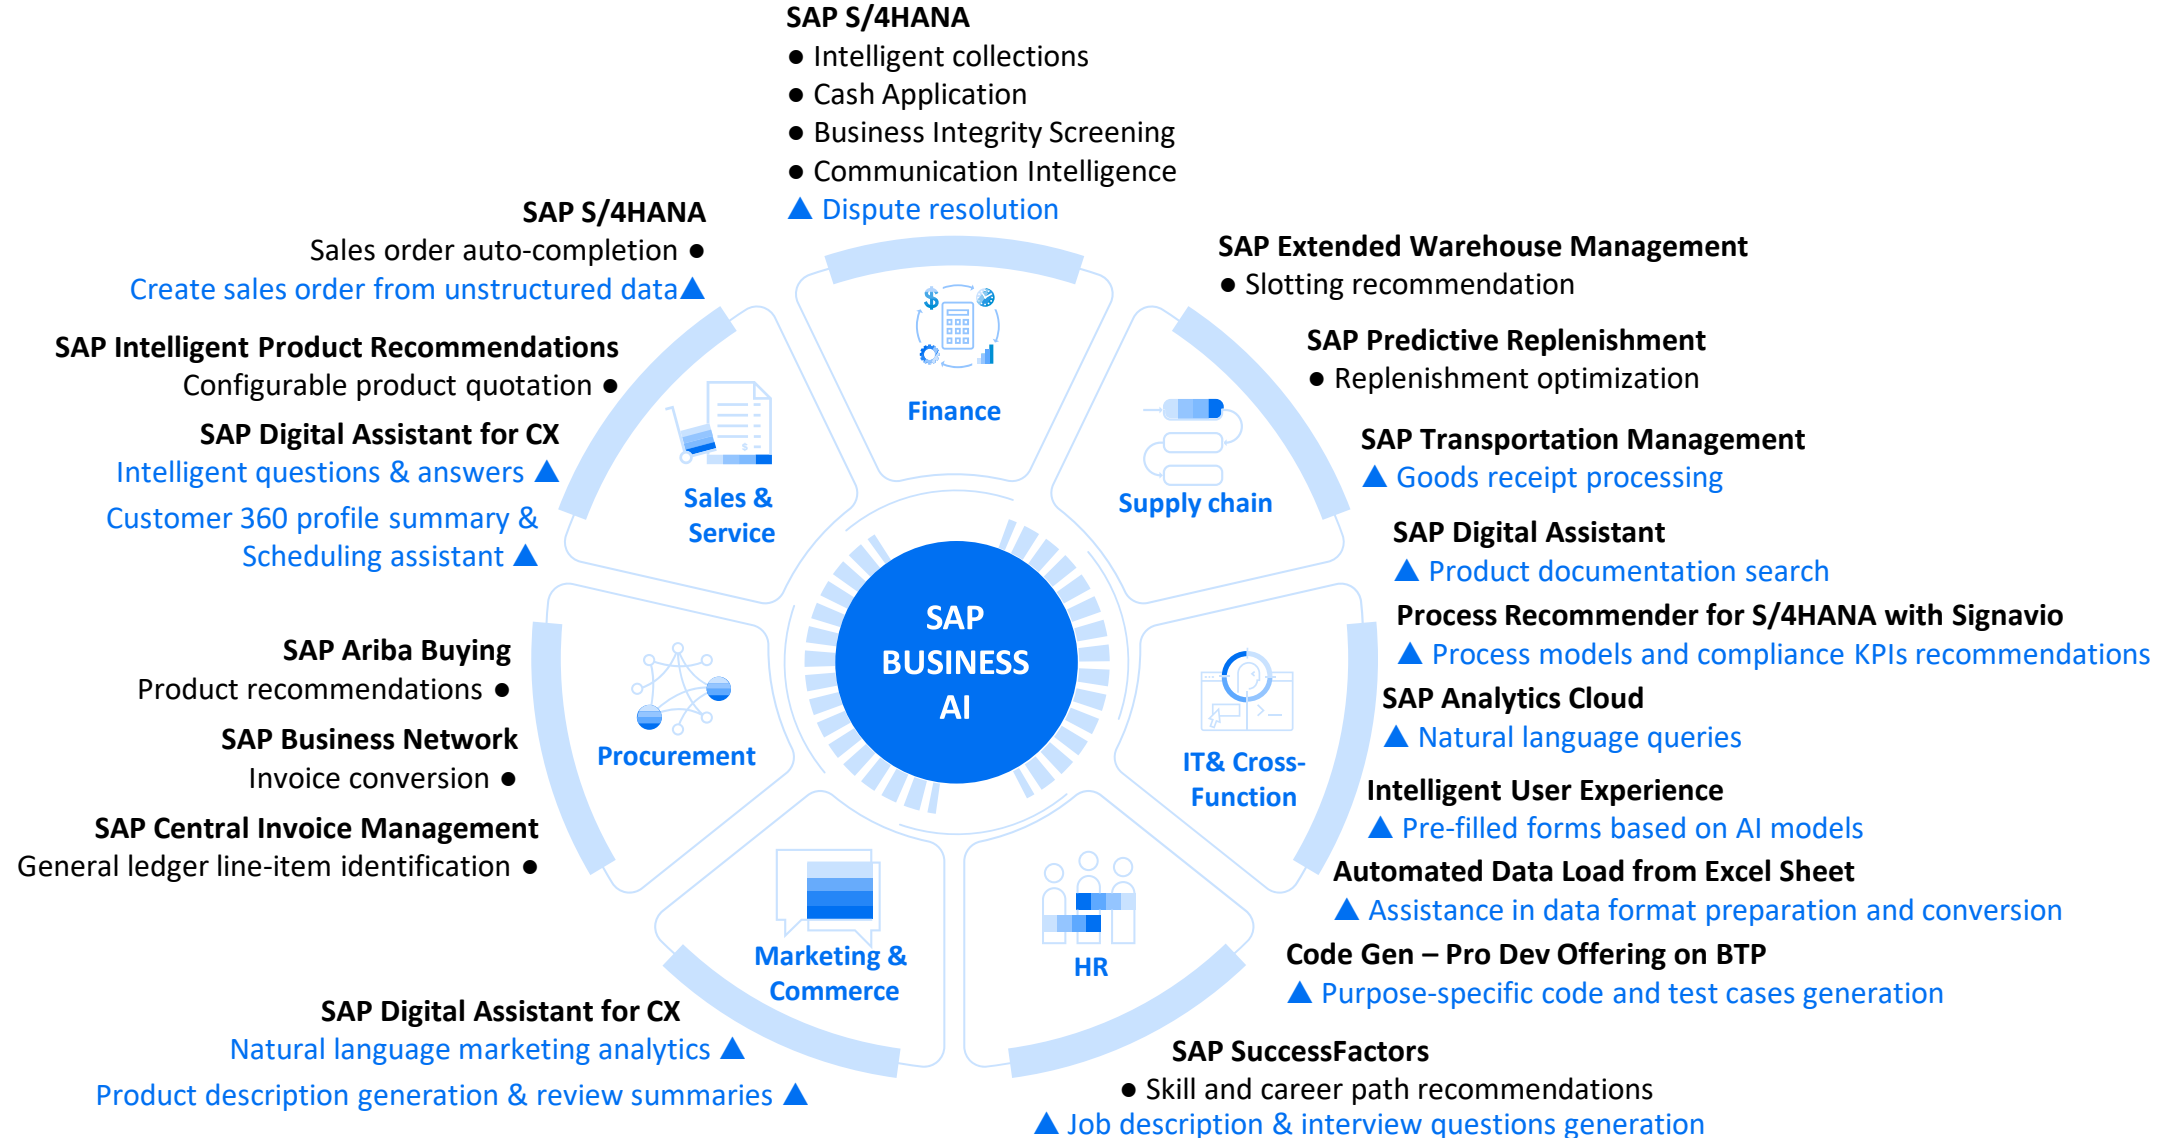 SAP S/4HANA
● Intelligent collections
● Cash Application
● Business Integrity Screening
● Communication Intelligence
▲ Dispute resolution
SAP S/4HANA
Sales order auto-completion ●
Create sales order from unstructured data▲
SAP Intelligent Product Recommendations
Configurable product quotation ●
SAP Digital Assistant for CX
Intelligent questions & answers ▲
Customer 360 profile summary &
Scheduling assistant ▲
SAP Ariba Buying
Product recommendations ●
SAP Business Network
Invoice conversion ●
SAP Central Invoice Management
General ledger line-item identification ●
SAP Digital Assistant for CX
Natural language marketing analytics ▲
Product description generation & review summaries ▲
Finance
Sales &
Service
Supply chain
SAP
BUSINESS
AI
Procurement
IT& Cross-
Function
Marketing &
Commerce
HR
SAP Extended Warehouse Management
● Slotting recommendation
SAP Predictive Replenishment
● Replenishment optimization
SAP Transportation Management
▲ Goods receipt processing
SAP Digital Assistant
▲ Product documentation search
Process Recommender for S/4HANA with Signavio
▲ Process models and compliance KPIs recommendations
SAP Analytics Cloud
▲ Natural language queries
Intelligent User Experience
▲ Pre-filled forms based on AI models
Automated Data Load from Excel Sheet
▲ Assistance in data format preparation and conversion
Code Gen – Pro Dev Offering on BTP
▲ Purpose-specific code and test cases generation
SAP SuccessFactors
● Skill and career path recommendations
▲ Job description & interview questions generation